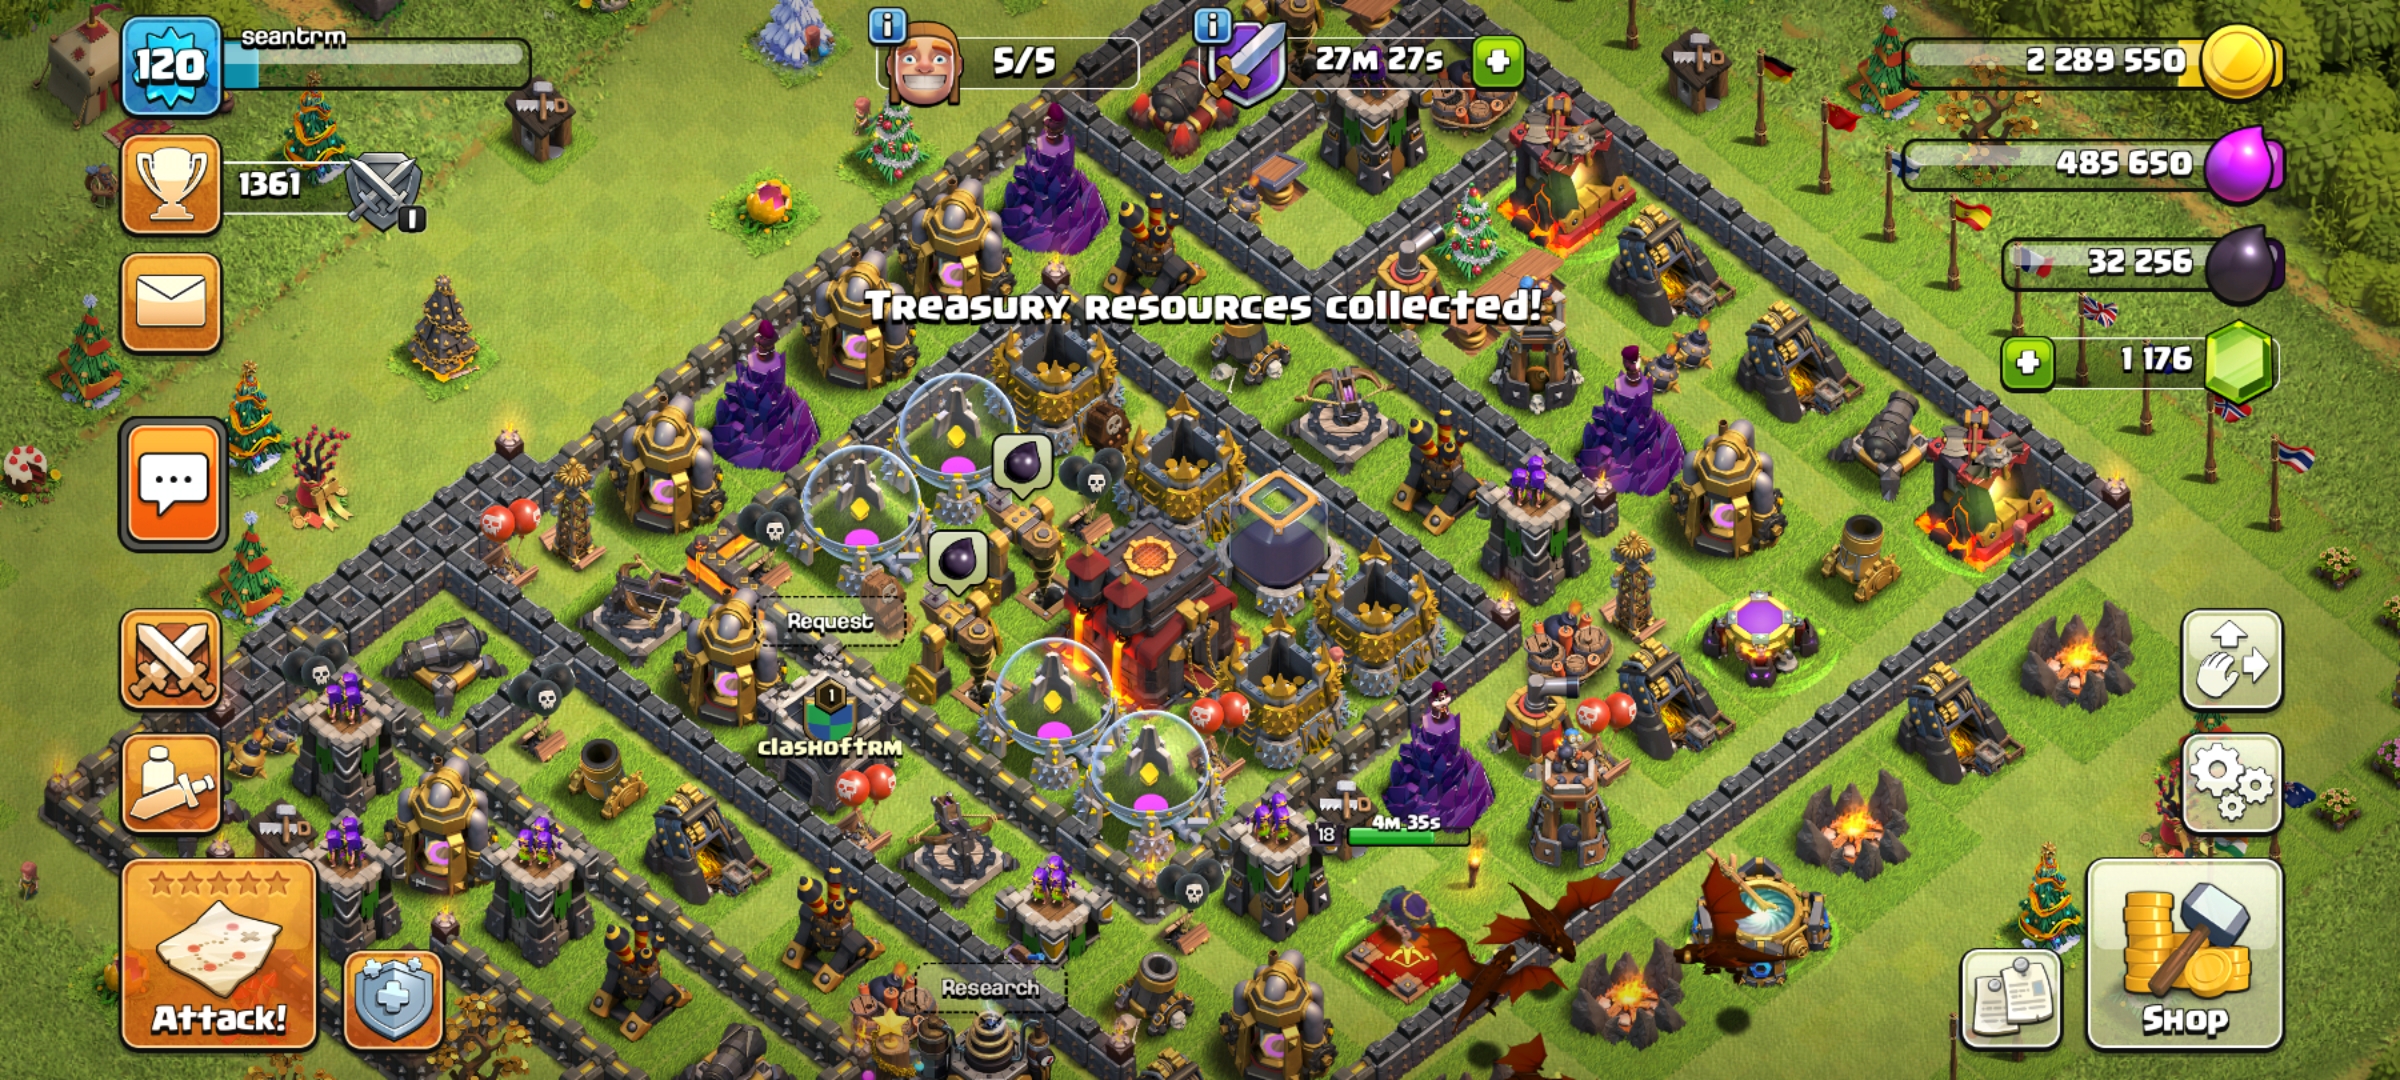 120
seantrm
5/5
27M 27s
2 289 550
1361
I
485 650
32 256
1 176
Treasury resources collected!
Request
1
clashoftrm
18
4M 35s
Research
Attack!
Shop